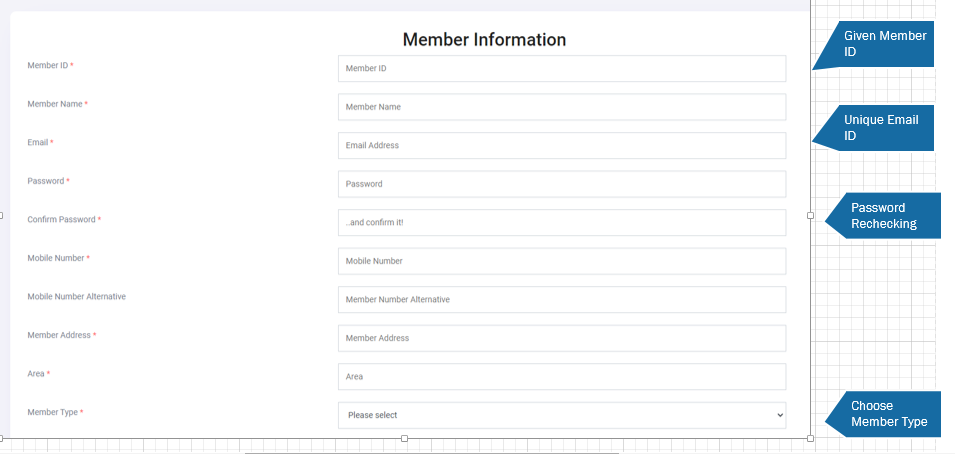 Member Information
Member ID *
Member ID
Given Member
ID
Member Name *
Member Name
Email *
Email Address
Unique Email
ID
Password *
Password
Confirm Password *
..and confirm it!
Password
Rechecking
Mobile Number *
Mobile Number
Mobile Number Alternative
Member Number Alternative
Member Address *
Member Address
Area *
Area
Member Type *
Please select
Choose
Member Type